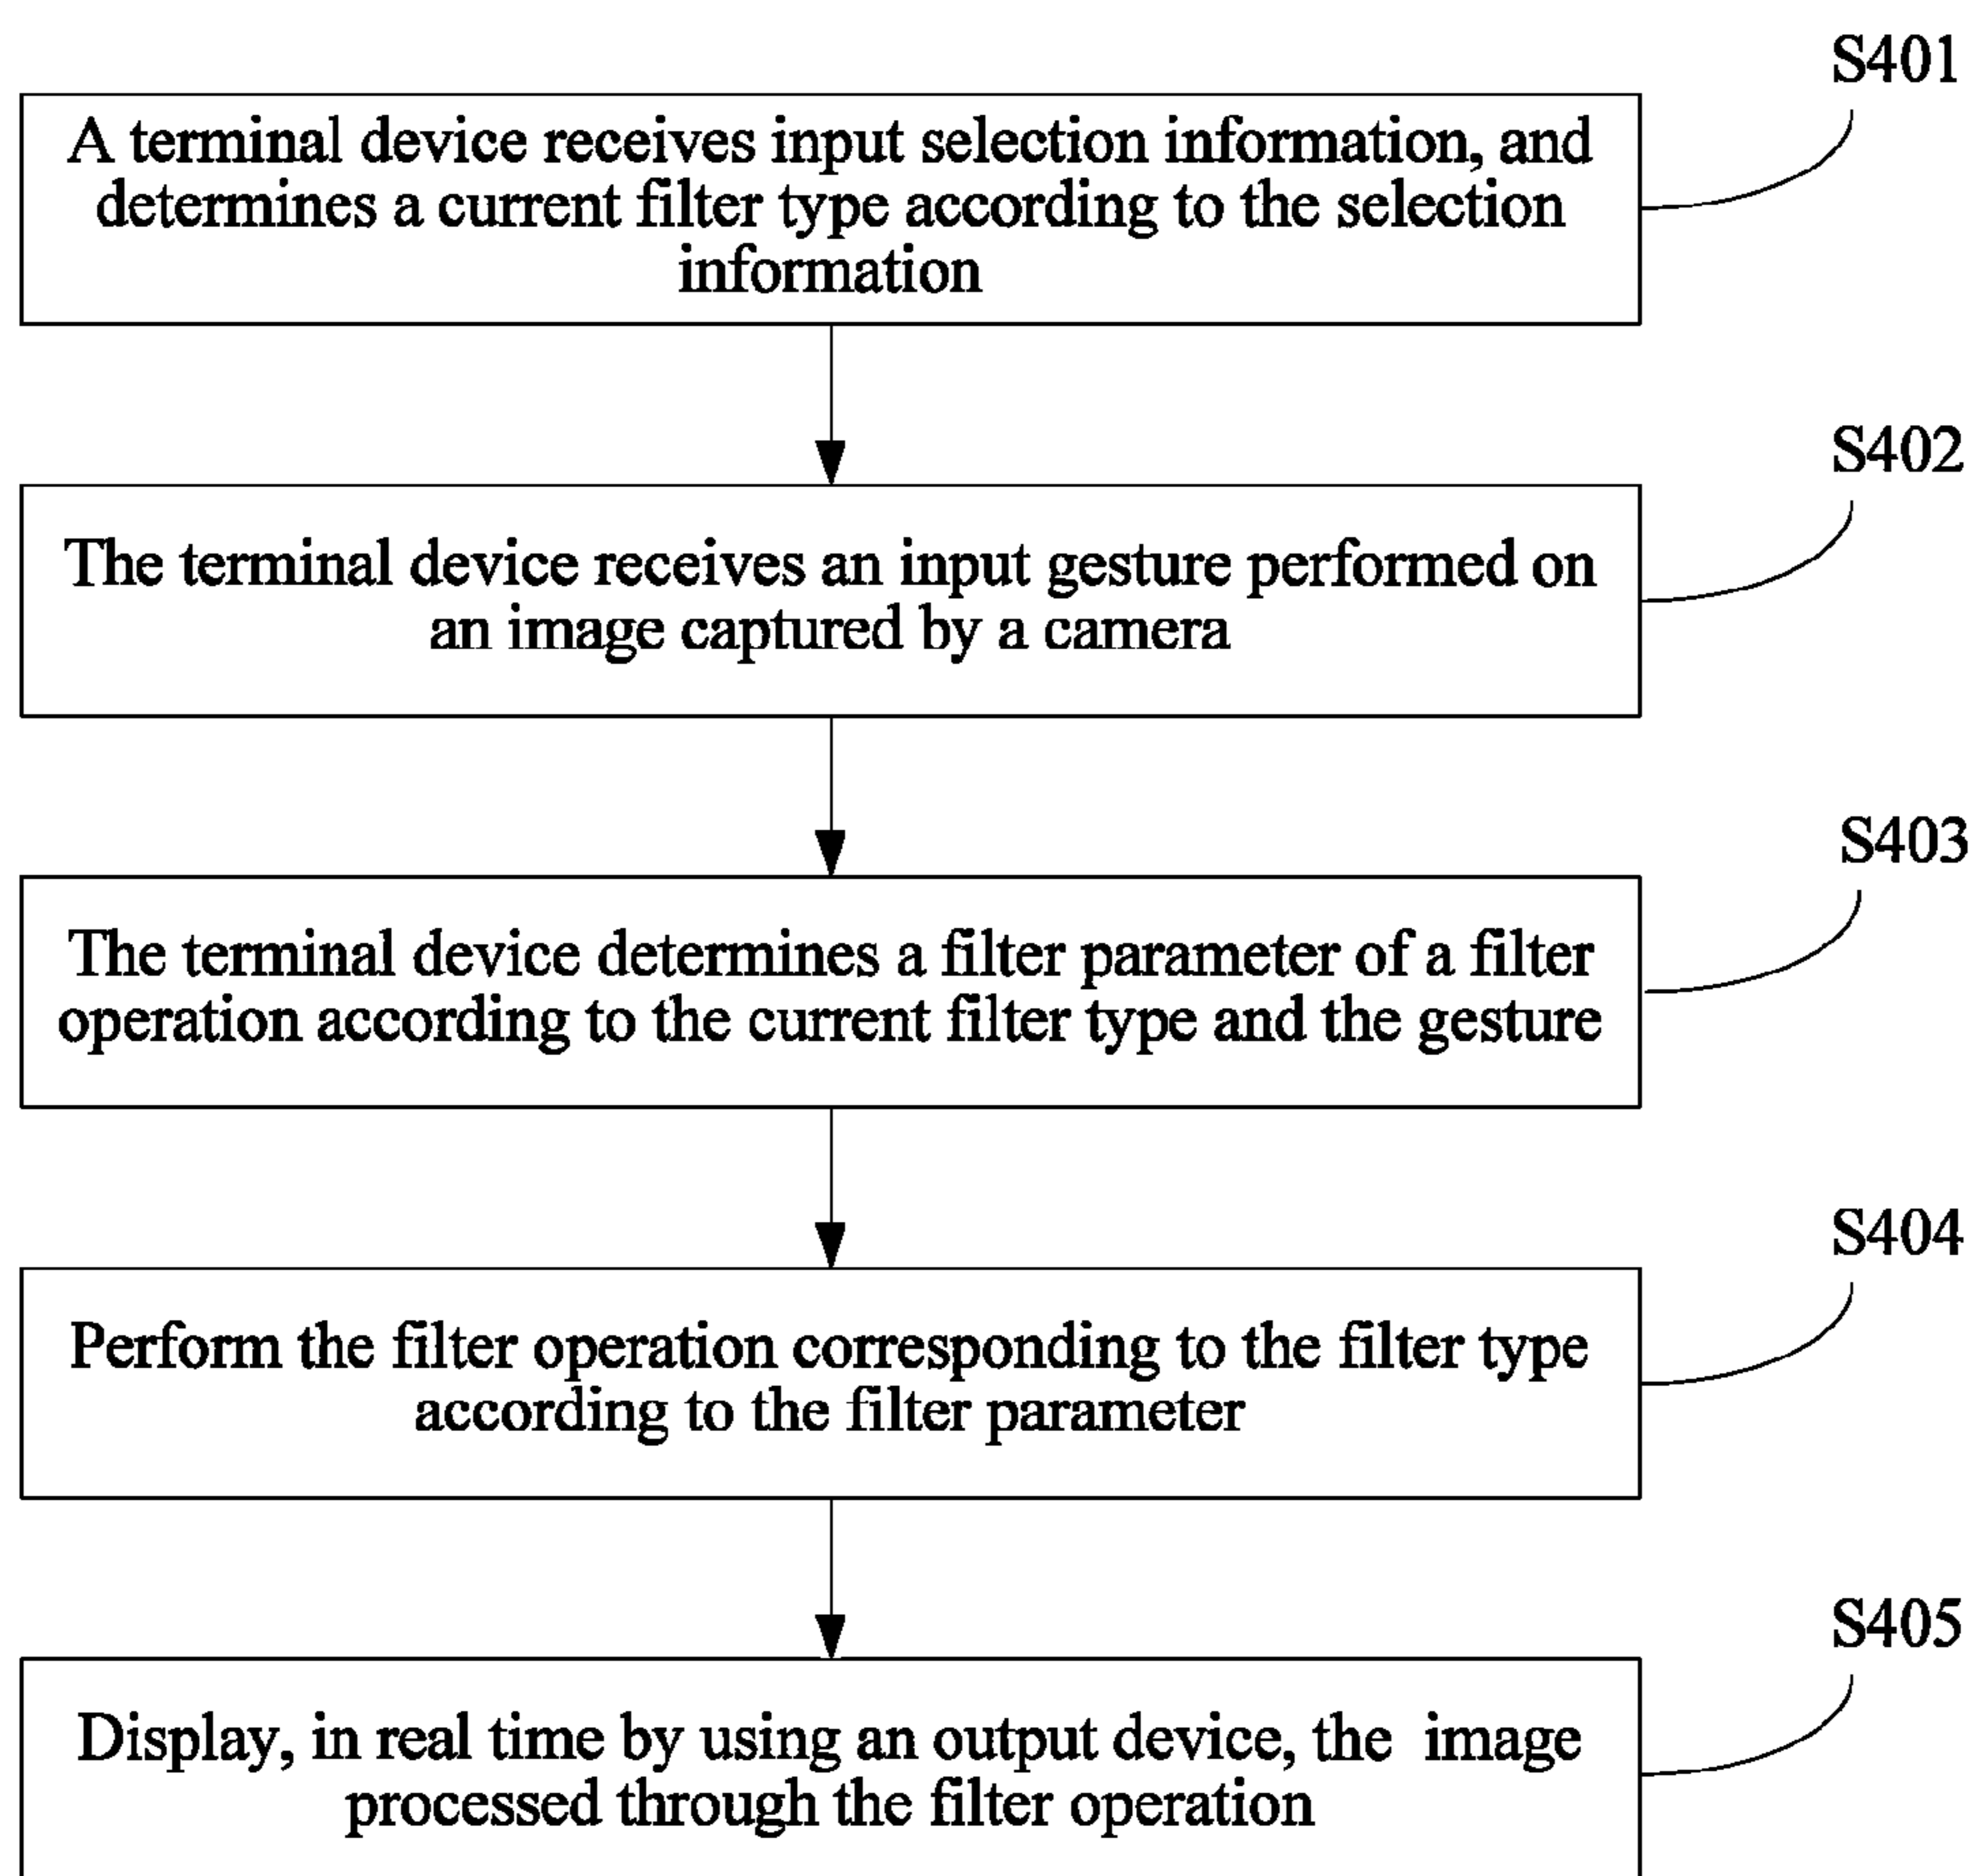 S401
A terminal device receives input selection information, and
determines a current filter type according to the selection
information
S402
The terminal device receives an input gesture performed on
an image captured by a camera
S403
The terminal device determines a filter parameter of a filter
operation according to the current filter type and the gesture
S404
Perform the filter operation corresponding to the filter type
according to the filter parameter
S405
Display, in real time by using an output device, the image
processed through the filter operation